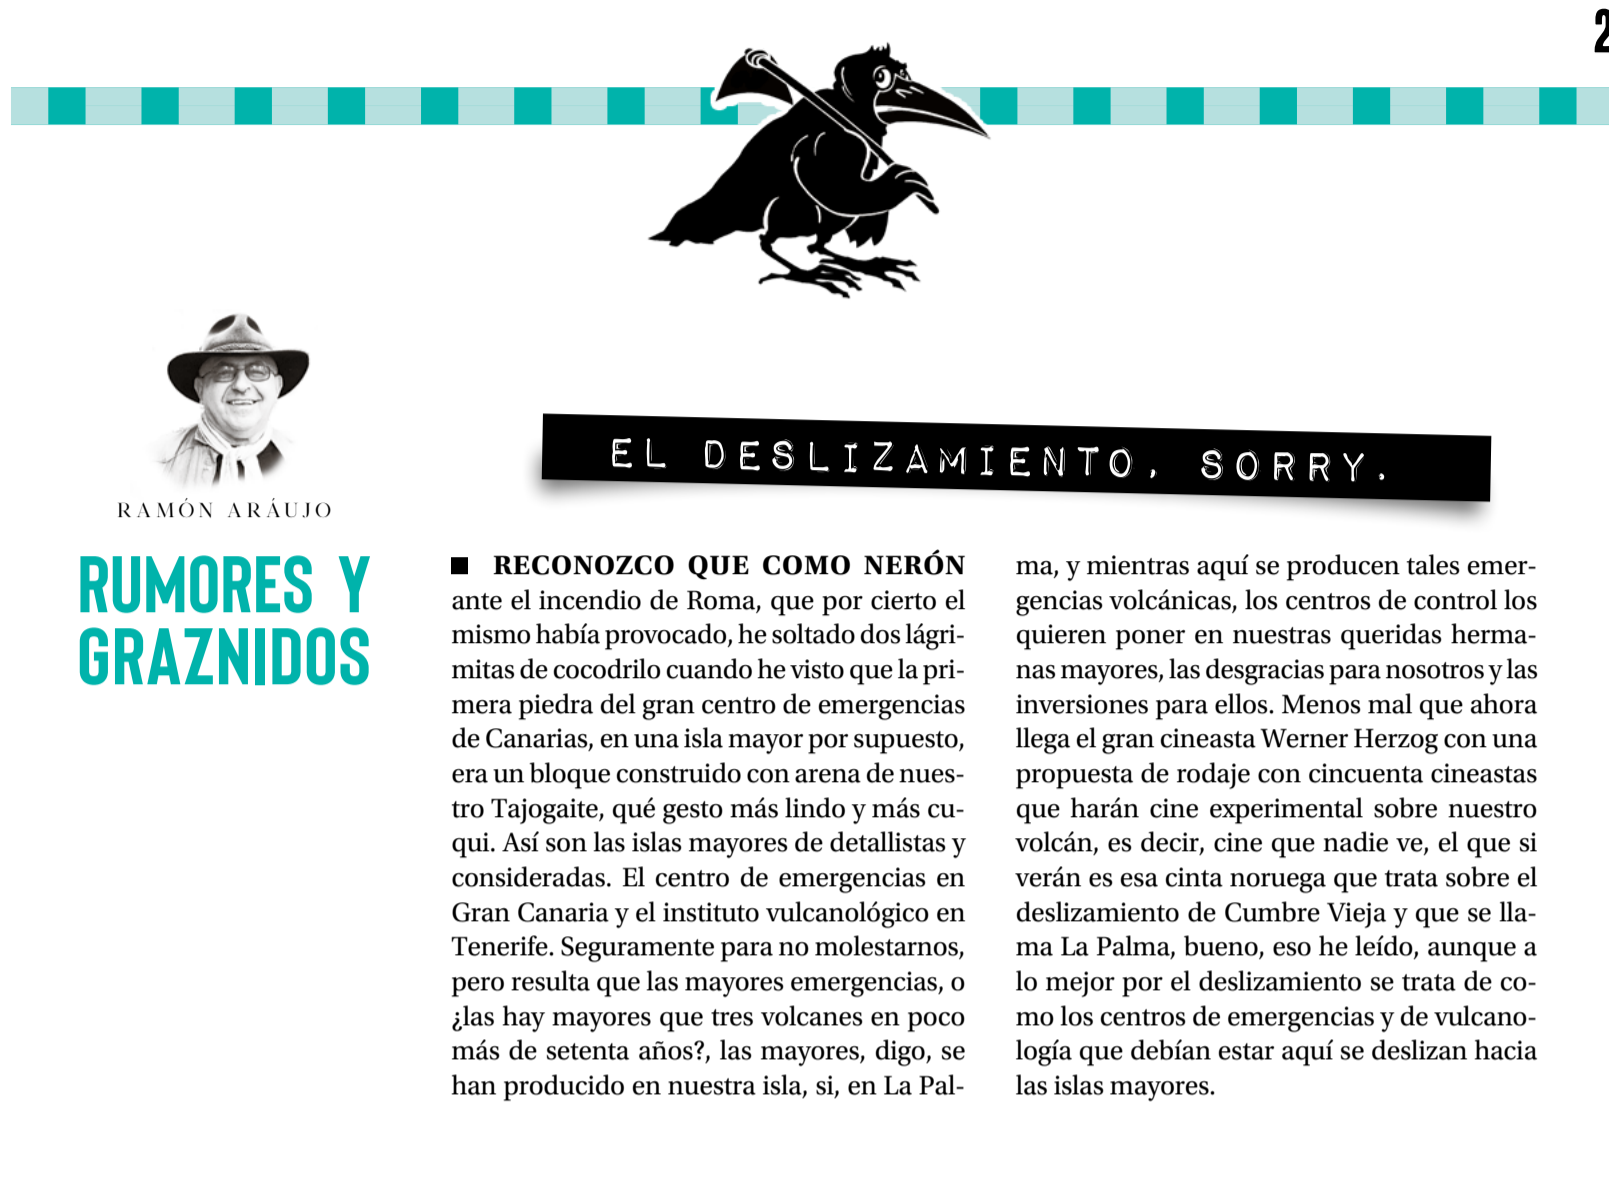 2
EL DESLIZAMIENTO, SORRY.
RAMÓN ARÁUJO
RUMORES Y
GRAZNIDOS
RECONOZCO QUE COMO NERÓN
ante el incendio de Roma, que por cierto el
mismo había provocado, he soltado dos lágri-
mitas de cocodrilo cuando he visto que la pri-
mera piedra del gran centro de emergencias
de Canarias, en una isla mayor por supuesto,
era un bloque construido con arena de nues-
tro Tajogaite, qué gesto más lindo y más cu-
qui. Así son las islas mayores de detallistas y
consideradas. El centro de emergencias en
Gran Canaria y el instituto vulcanológico en
Tenerife. Seguramente para no molestarnos,
pero resulta que las mayores emergencias, o
¿las hay mayores que tres volcanes en poco
más de setenta años?, las mayores, digo, se
han producido en nuestra isla, si, en La Pal-
ma, y mientras aquí se producen tales emer-
gencias volcánicas, los centros de control los
quieren poner en nuestras queridas herma-
nas mayores, las desgracias para nosotros y las
inversiones para ellos. Menos mal que ahora
llega el gran cineasta Werner Herzog con una
propuesta de rodaje con cincuenta cineastas
que harán cine experimental sobre nuestro
volcán, es decir, cine que nadie ve, el que si
verán es esa cinta noruega que trata sobre el
deslizamiento de Cumbre Vieja y que se lla-
ma La Palma, bueno, eso he leído, aunque a
lo mejor por el deslizamiento se trata de co-
mo los centros de emergencias y de vulcano-
logía que debían estar aquí se deslizan hacia
las islas mayores.